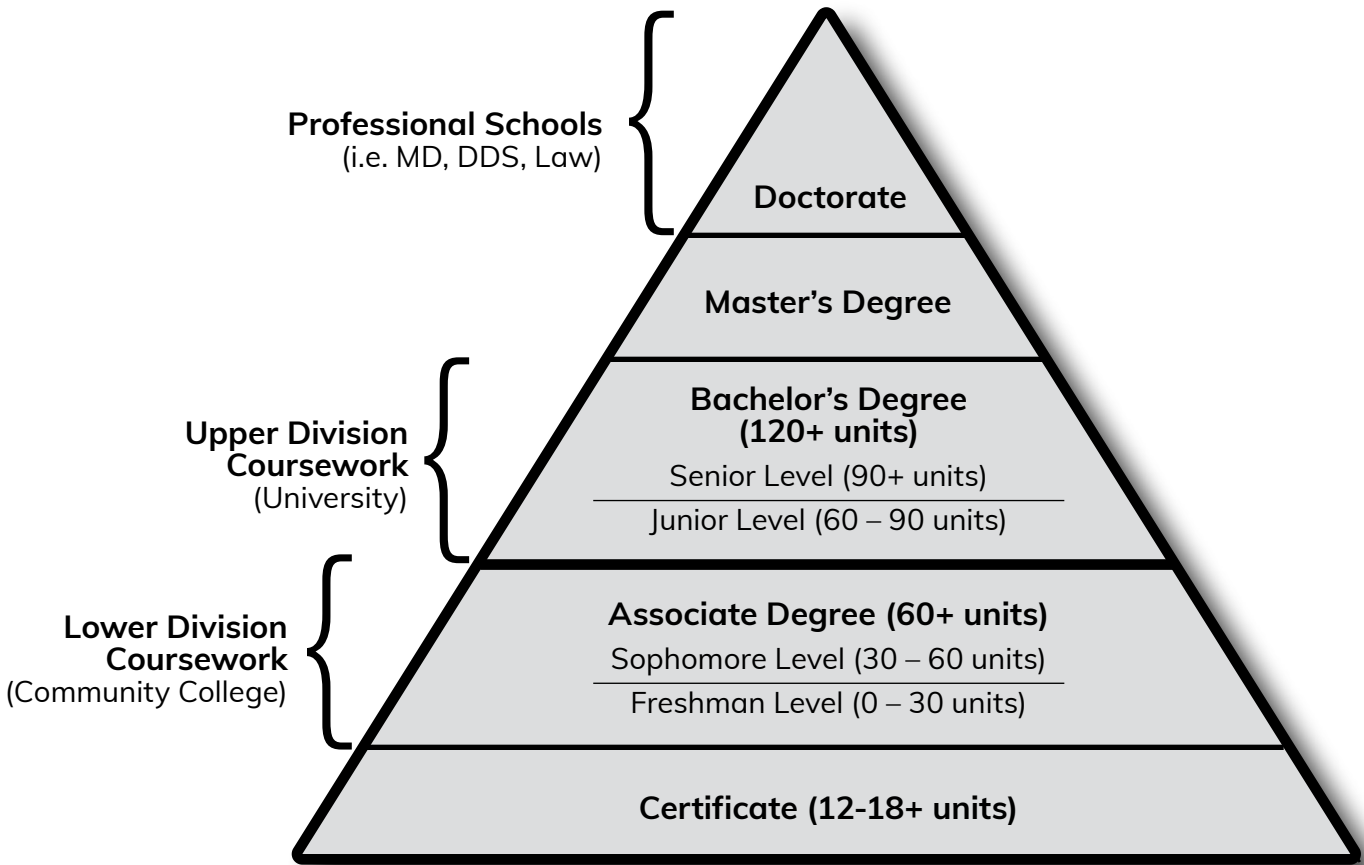 Professional Schools
(i.e. MD, DDS, Law)
Doctorate
Master’s Degree
Bachelor’s Degree
(120+ units)
Senior Level (90+ units)
Junior Level (60 – 90 units)
Upper Division
Coursework
(University)
Associate Degree (60+ units)
Sophomore Level (30 – 60 units)
Freshman Level (0 – 30 units)
Lower Division
Coursework
(Community College)
Certificate (12-18+ units)